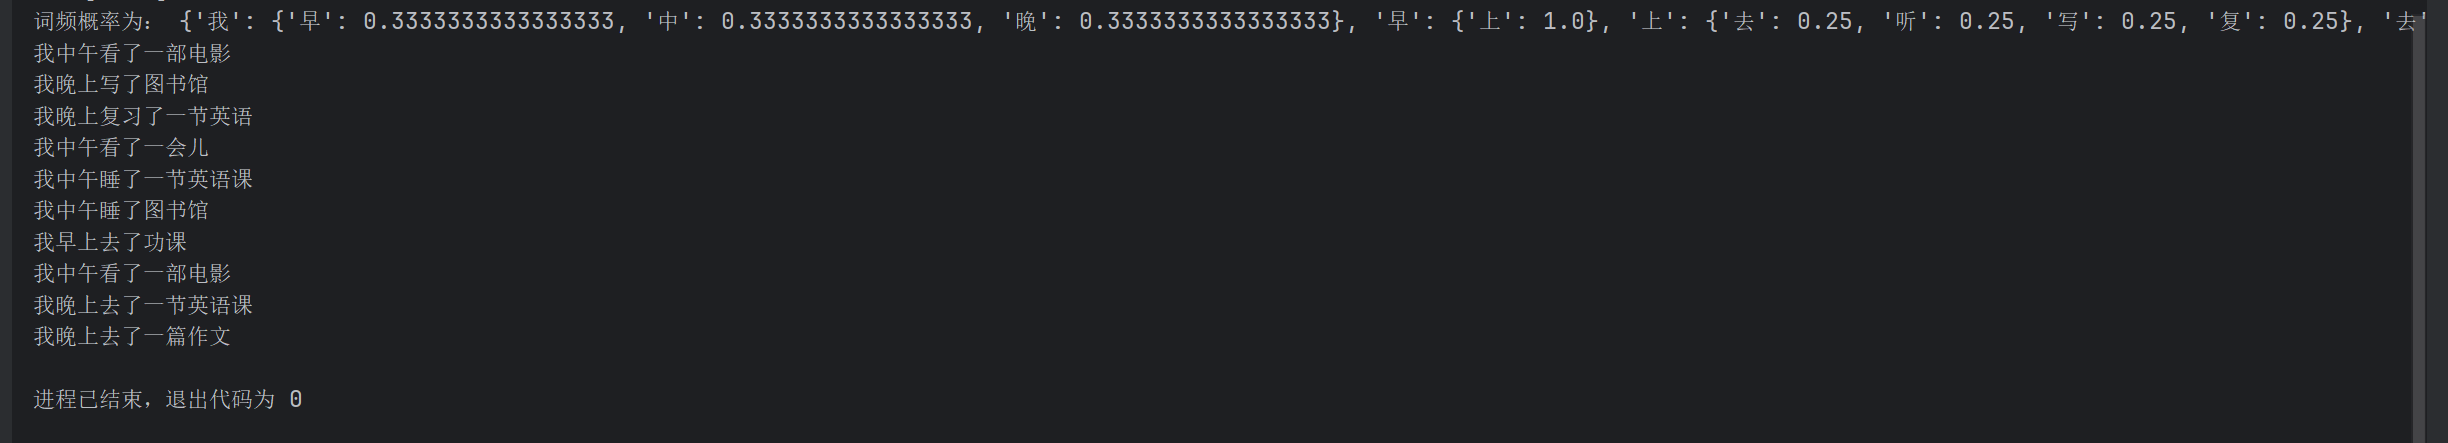 词频概率为： {'我': {'早': 0.3333333333333333, '中': 0.3333333333333333, '晚': 0.3333333333333333}, '早': {'上': 1.0}, '上': {'去': 0.25, '听': 0.25, '写': 0.25, '复': 0.25}, '去'
我中午看了一部电影
我晚上写了图书馆
我晚上复习了一节英语
我中午看了一会儿
我中午睡了一节英语课
我中午睡了图书馆
我早上去了功课
我中午看了一部电影
我晚上去了一节英语课
我晚上去了一篇作文
进程已结束，退出代码为 0